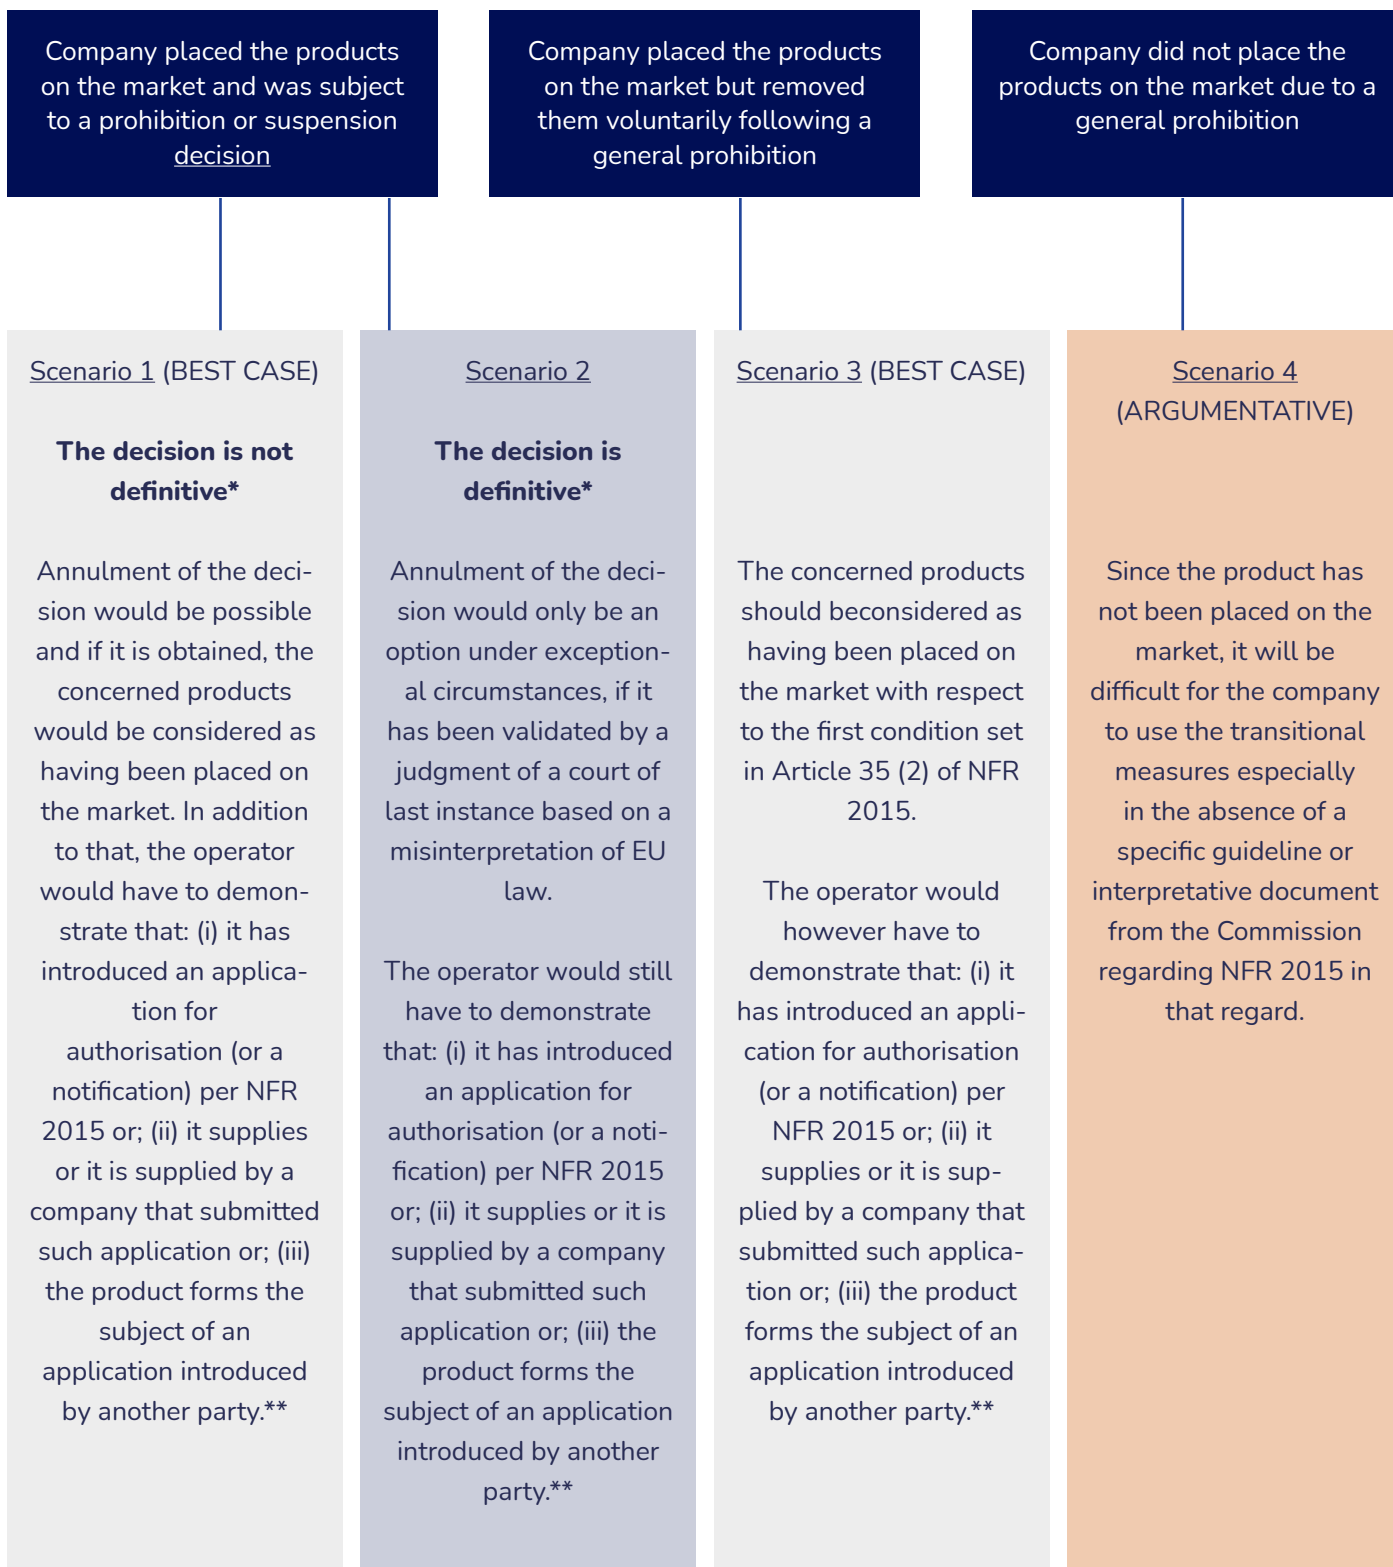 Company placed the products
on the market and was subject
to a prohibition or suspension
decision
Company placed the products
on the market but removed
them voluntarily following a
general prohibition
Company did not place the
products on the market due to a
general prohibition
Scenario 1 (BEST CASE)
The decision is not
definitive*
Annulment of the deci-
sion would be possible
and if it is obtained, the
concerned products
would be considered as
having been placed on
the market. In addition
to that, the operator
would have to demon-
strate that: (i) it has
introduced an applica-
tion for
authorisation (or a
notification) per NFR
2015 or; (ii) it supplies
or it is supplied by a
company that submitted
such application or; (iii)
the product forms the
subject of an
application introduced
by another party.**
Scenario 2
The decision is
definitive*
Annulment of the deci-
sion would only be an
option under exception-
al circumstances, if it
has been validated by a
judgment of a court of
last instance based on a
misinterpretation of EU
law.
The operator would still
have to demonstrate
that: (i) it has introduced
an application for
authorisation (or a noti-
fication) per NFR 2015
or; (ii) it supplies or it is
supplied by a company
that submitted such
application or; (iii) the
product forms the
subject of an application
introduced by another
party.**
Scenario 3 (BEST CASE)
The concerned products
should beconsidered as
having been placed on
the market with respect
to the first condition set
in Article 35 (2) of NFR
2015.
The operator would
however have to
demonstrate that: (i) it
has introduced an appli-
cation for authorisation
(or a notification) per
NFR 2015 or; (ii) it
supplies or it is sup-
plied by a company that
submitted such applica-
tion or; (iii) the product
forms the subject of an
application introduced
by another party.**
Scenario 4
(ARGUMENTATIVE)
Since the product has
not been placed on the
market, it will be
difficult for the company
to use the transitional
measures especially
in the absence of a
specific guideline or
interpretative document
from the Commission
regarding NFR 2015 in
that regard.